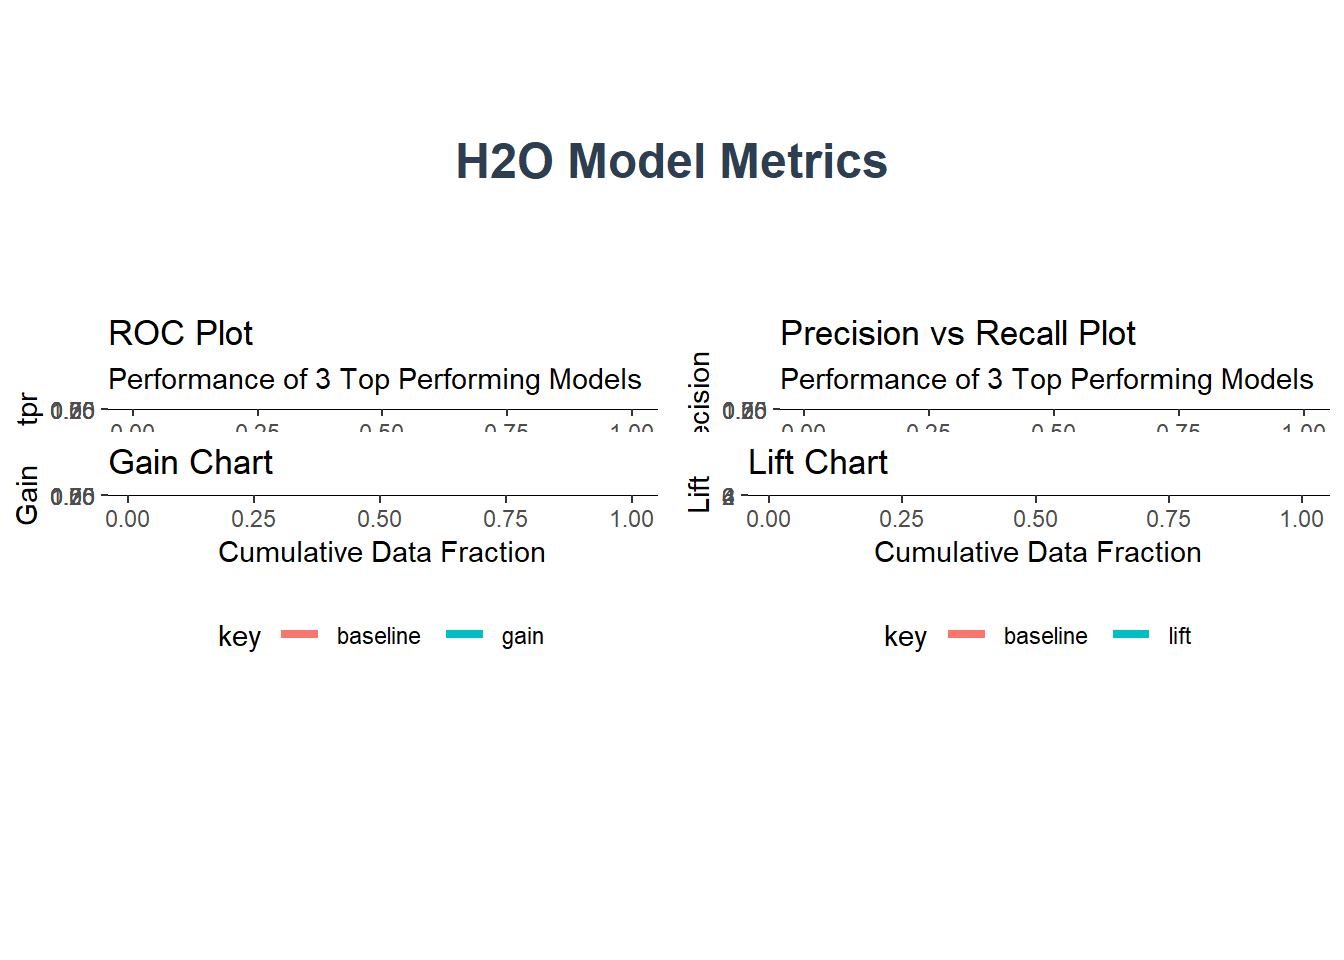 H2O Model Metrics
ROC Plot
Performance of 3 Top Performing Models
tpr
0.00 0.25 0.50 0.75 1.00
Precision vs Recall Plot
Performance of 3 Top Performing Models
ecision
0.00 0.25 0.50 0.75 1.00
Gain Chart
Gain
0.00 0.25 0.50 0.75 1.00
Cumulative Data Fraction
key baseline gain
Lift Chart
Lift
0.00 0.25 0.50 0.75 1.00
Cumulative Data Fraction
key baseline lift